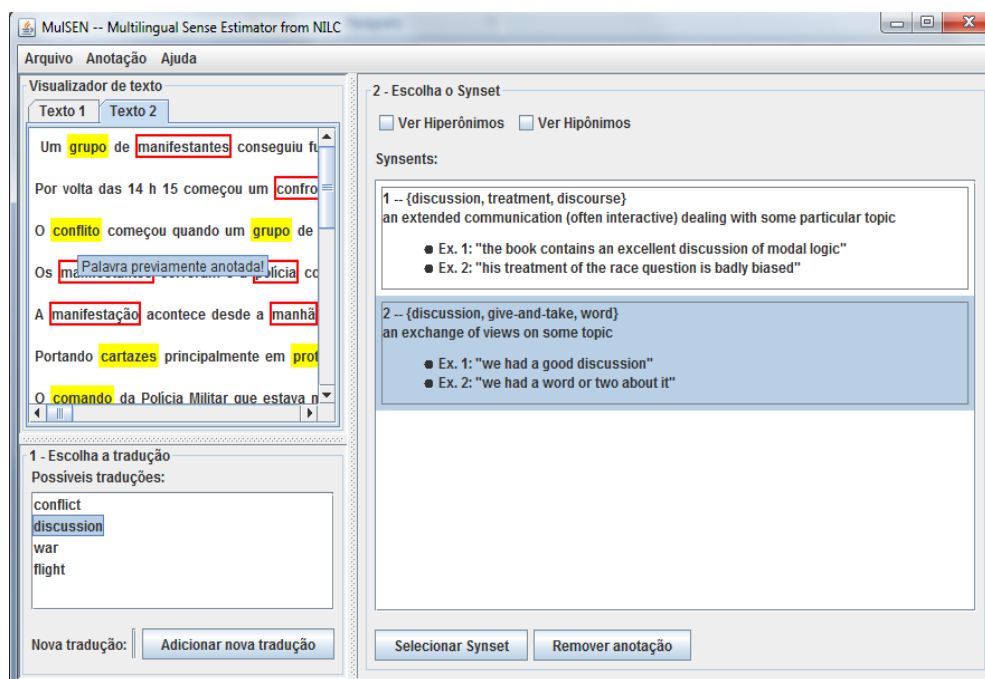 MulSEN -- Multilingual Sense Estimator from NILC
Arquivo Anotação Ajuda
Visualizador de texto
Texto 1 Texto 2
Um grupo de manifestantes conseguiu fu
Por volta das 14 h 15 começou um confro
O conflito começou quando um grupo de
Os
Palavra previamente anotada!
polícia co
A manifestação acontece desde a manhã
Portando cartazes principalmente em prot
O comando da Polícia Militar que estava n
1 - Escolha a tradução
Possíveis traduções:
conflict
discussion
war
flight
Nova tradução: Adicionar nova tradução
2 - Escolha o Synset
Ver Hiperônimos Ver Hipônimos
Synsents:
1 -- {discussion, treatment, discourse}
an extended communication (often interactive) dealing with some particular topic
Ex. 1: "the book contains an excellent discussion of modal logic"
Ex. 2: "his treatment of the race question is badly biased"
2 -- {discussion, give-and-take, word}
an exchange of views on some topic
Ex. 1: "we had a good discussion"
Ex. 2: "we had a word or two about it"
Selecionar Synset Remover anotação